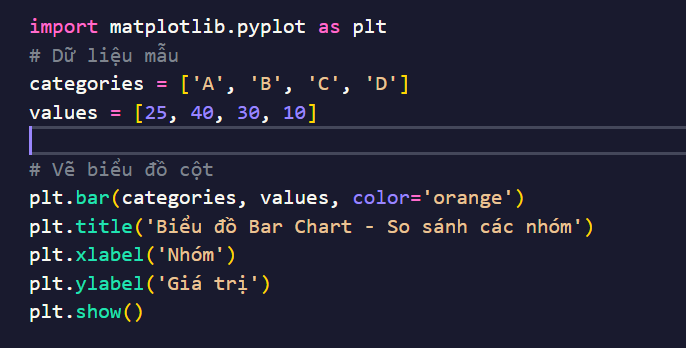 import matplotlib.pyplot as plt
# Dữ liệu mẫu
categories = ['A', 'B', 'C', 'D']
values = [25, 40, 30, 10]
# Vẽ biểu đồ cột
plt.bar(categories, values, color='orange')
plt.title('Biểu đồ Bar Chart - So sánh các nhóm')
plt.xlabel('Nhóm')
plt.ylabel('Giá trị')
plt.show()